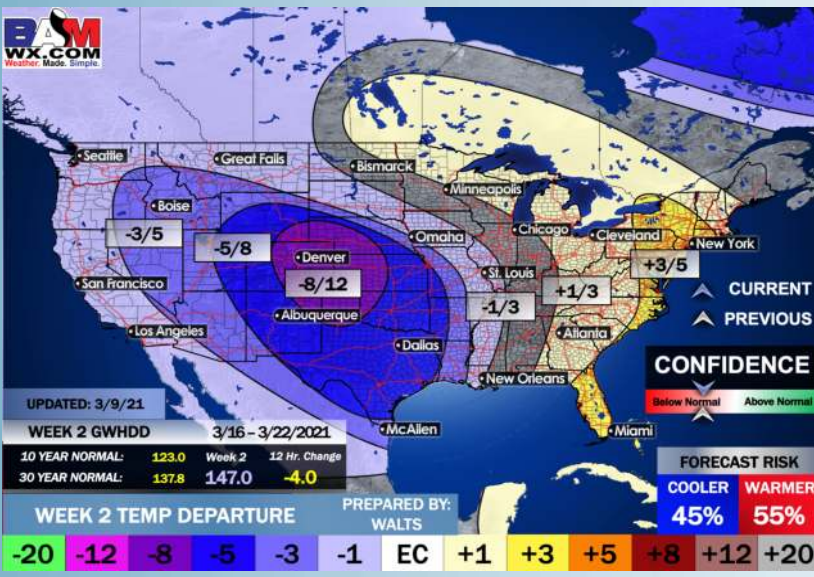 BAM
WX.COM
Weather. Made. Simple.
Seattle
Great Falls
Bismarck
Minneapolis
Boise
-3/5
-5/8
Omaha
Chicago
Cleveland
New York
+3/5
Denver
-8/12
St. Louis
San Francisco
-1/3
+1/3
CURRENT
Albuquerque
PREVIOUS
Los Angeles
Atlanta
Dallas
New Orleans
CONFIDENCE
Below Normal
Above Normal
McAllen
Miami
UPDATED: 3/9/21
WEEK 2 GWHDD 3/16 – 3/22/2021
10 YEAR NORMAL: 123.0 Week 2 12 Hr. Change
30 YEAR NORMAL: 137.8 147.0 -4.0
FORECAST RISK
COOLER WARMER
45% 55%
WEEK 2 TEMP DEPARTURE
PREPARED BY:
WALTS
-20 -12 -8 -5 -3 -1 EC +1 +3 +5 +8 +12 +20